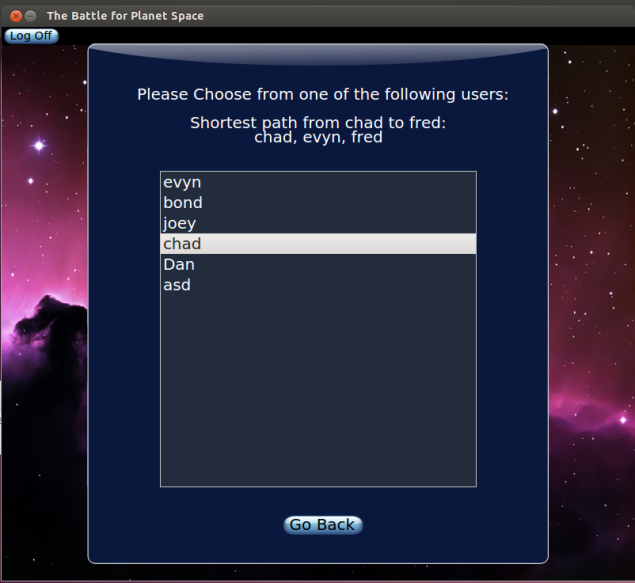 The Battle for Planet Space
Log Off
Please Choose from one of the following users:
Shortest path from chad to fred:
chad, evyn, fred
evyn
bond
joey
chad
Dan
asd
Go Back